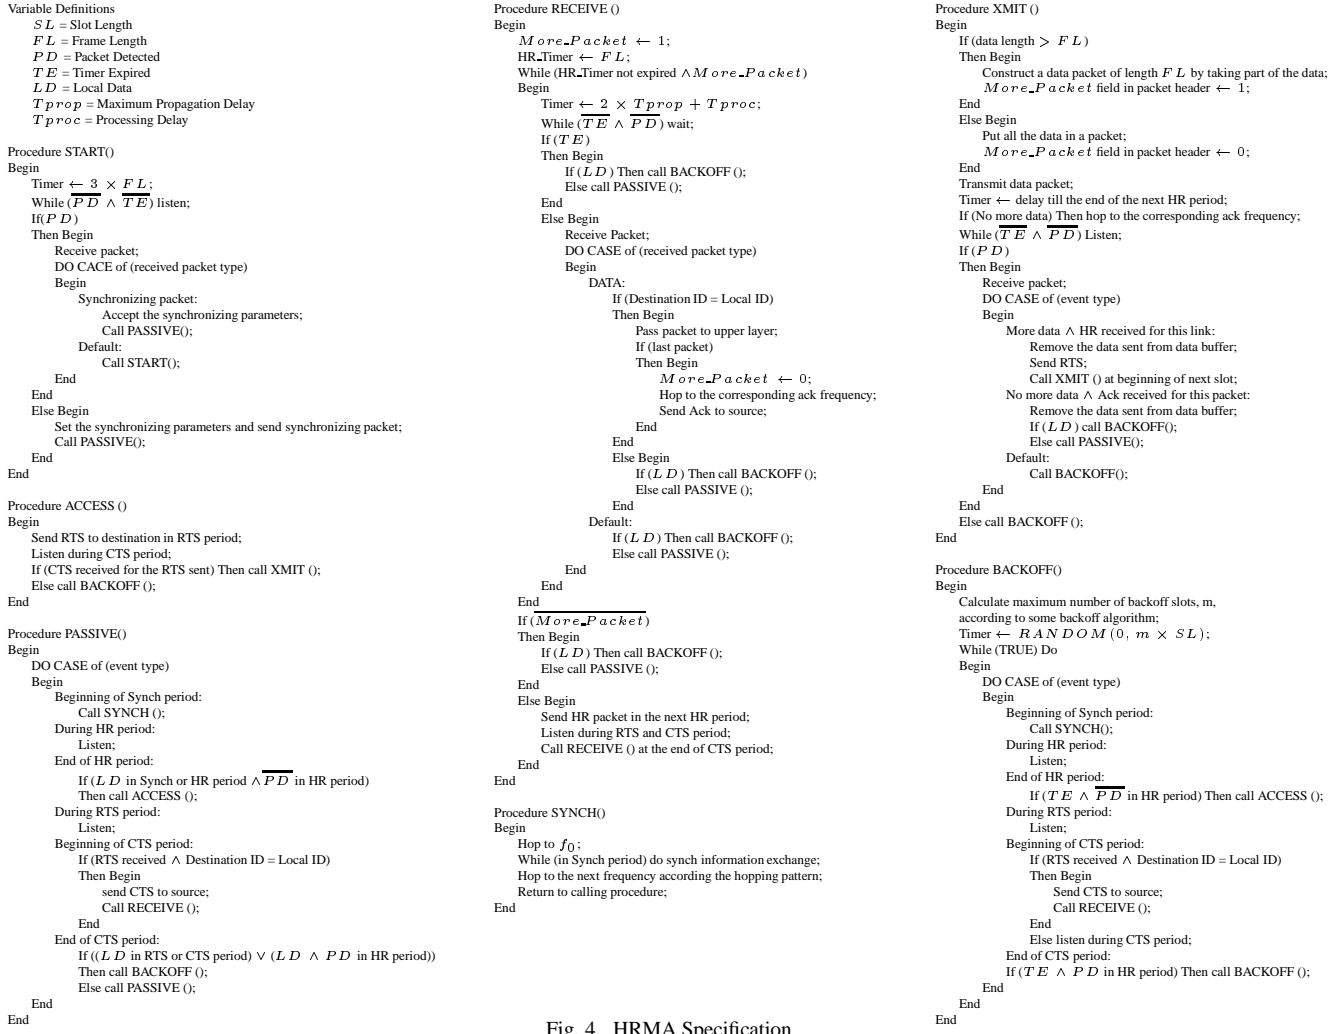 Variable Definitions
SL = Slot Length
FL = Frame Length
PD = Packet Detected
TE = Timer Expired
LD = Local Data
Tprop = Maximum Propagation Delay
Tproc = Processing Delay
Procedure START()
Begin
Timer ← 3 × FL;
While (P̅D̅ ∧ T̅E̅) listen;
If(PD)
Then Begin
Receive packet;
DO CACE of (received packet type)
Begin
Synchronizing packet:
Accept the synchronizing parameters;
Call PASSIVE();
Default:
Call START();
End
End
Else Begin
Set the synchronizing parameters and send synchronizing packet;
Call PASSIVE();
End
End
Procedure ACCESS ()
Begin
Send RTS to destination in RTS period;
Listen during CTS period;
If (CTS received for the RTS sent) Then call XMIT ();
Else call BACKOFF ();
End
Procedure PASSIVE()
Begin
DO CASE of (event type)
Begin
Beginning of Synch period:
Call SYNCH ();
During HR period:
Listen;
End of HR period:
If (LD in Synch or HR period ∧ P̅D̅ in HR period)
Then call ACCESS ();
During RTS period:
Listen;
Beginning of CTS period:
If (RTS received ∧ Destination ID = Local ID)
Then Begin
send CTS to source;
Call RECEIVE ();
End
End of CTS period:
If ((LD in RTS or CTS period) ∨ (LD ∧ PD in HR period))
Then call BACKOFF ();
Else call PASSIVE ();
End
End
Procedure RECEIVE ()
Begin
More_Packet ← 1;
HR_Timer ← FL;
While (HR_Timer not expired ∧ More_Packet)
Begin
Timer ← 2 × Tprop + Tproc;
While (T̅E̅ ∧ P̅D̅) wait;
If (TE)
Then Begin
If (LD) Then call BACKOFF ();
Else call PASSIVE ();
End
Else Begin
Receive Packet;
DO CASE of (received packet type)
Begin
DATA:
If (Destination ID = Local ID)
Then Begin
Pass packet to upper layer;
If (last packet)
Then Begin
More_Packet ← 0;
Hop to the corresponding ack frequency;
Send Ack to source;
End
End
Else Begin
If (LD) Then call BACKOFF ();
Else call PASSIVE ();
End
Default:
If (LD) Then call BACKOFF ();
Else call PASSIVE ();
End
End
End
If (M̅o̅r̅e̅_̅P̅a̅c̅k̅e̅t̅)
Then Begin
If (LD) Then call BACKOFF ();
Else call PASSIVE ();
End
Else Begin
Send HR packet in the next HR period;
Listen during RTS and CTS period;
Call RECEIVE () at the end of CTS period;
End
End
Procedure SYNCH()
Begin
Hop to f₀;
While (in Synch period) do synch information exchange;
Hop to the next frequency according the hopping pattern;
Return to calling procedure;
End
Procedure XMIT ()
Begin
If (data length > FL)
Then Begin
Construct a data packet of length FL by taking part of the data;
More_Packet field in packet header ← 1;
End
Else Begin
Put all the data in a packet;
More_Packet field in packet header ← 0;
End
Transmit data packet;
Timer ← delay till the end of the next HR period;
If (No more data) Then hop to the corresponding ack frequency;
While (T̅E̅ ∧ P̅D̅) Listen;
If (PD)
Then Begin
Receive packet;
DO CASE of (event type)
Begin
More data ∧ HR received for this link:
Remove the data sent from data buffer;
Send RTS;
Call XMIT () at beginning of next slot;
No more data ∧ Ack received for this packet:
Remove the data sent from data buffer;
If (LD) call BACKOFF();
Else call PASSIVE();
Default:
Call BACKOFF();
End
End
Else call BACKOFF ();
End
Procedure BACKOFF()
Begin
Calculate maximum number of backoff slots, m,
according to some backoff algorithm;
Timer ← RANDOM(0, m × SL);
While (TRUE) Do
Begin
DO CASE of (event type)
Begin
Beginning of Synch period:
Call SYNCH();
During HR period:
Listen;
End of HR period:
If (TE ∧ P̅D̅ in HR period) Then call ACCESS ();
During RTS period:
Listen;
Beginning of CTS period:
If (RTS received ∧ Destination ID = Local ID)
Then Begin
Send CTS to source;
Call RECEIVE ();
End
Else listen during CTS period;
End of CTS period:
If (TE ∧ PD in HR period) Then call BACKOFF ();
End
End
End
Fig. 4. HRMA Specification